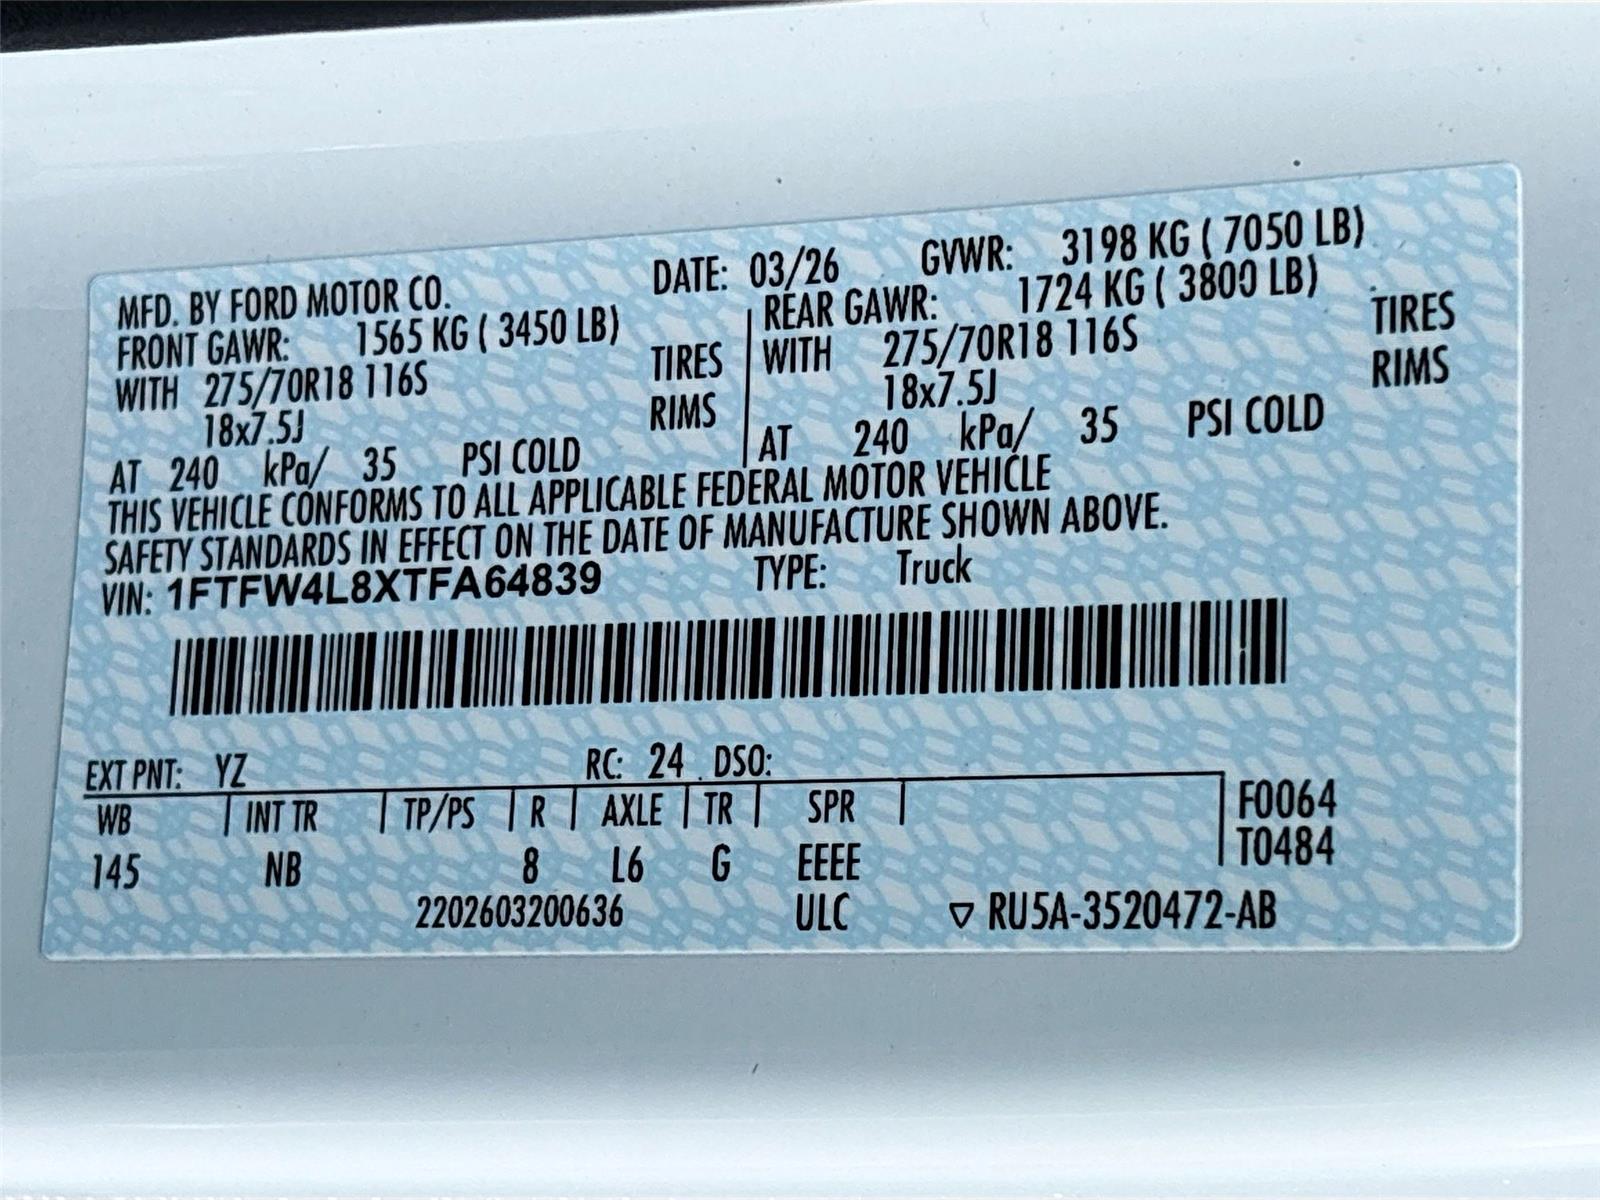 MFD. BY FORD MOTOR CO. DATE: 03/26 GVWR: 3198 KG ( 7050 LB)
FRONT GAWR: 1565 KG ( 3450 LB) REAR GAWR: 1724 KG ( 3800 LB)
WITH 275/70R18 116S TIRES WITH 275/70R18 116S TIRES
18x7.5J RIMS 18x7.5J RIMS
AT 240 kPa/ 35 PSI COLD AT 240 kPa/ 35 PSI COLD
THIS VEHICLE CONFORMS TO ALL APPLICABLE FEDERAL MOTOR VEHICLE
SAFETY STANDARDS IN EFFECT ON THE DATE OF MANUFACTURE SHOWN ABOVE.
VIN: 1FTFW4L8XTFA64839 TYPE: Truck
EXT PNT: YZ RC: 24 DSO:
WB INT TR TP/PS R AXLE TR SPR F0064
T0484
145 NB 8 L6 G EEEE
2202603200636 ULC ▽ RU5A-3520472-AB